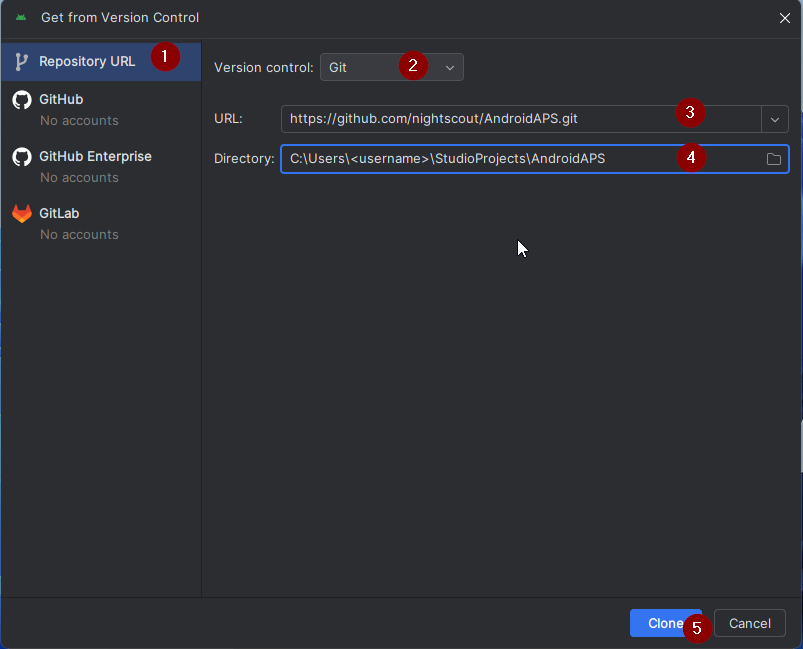 Get from Version Control
Repository URL 1
GitHub
No accounts
GitHub Enterprise
No accounts
GitLab
No accounts
Version control: Git 2
URL: https://github.com/nightscout/AndroidAPS.git 3
Directory: C:\Users\<username>\StudioProjects\AndroidAPS 4
Clone 5 Cancel